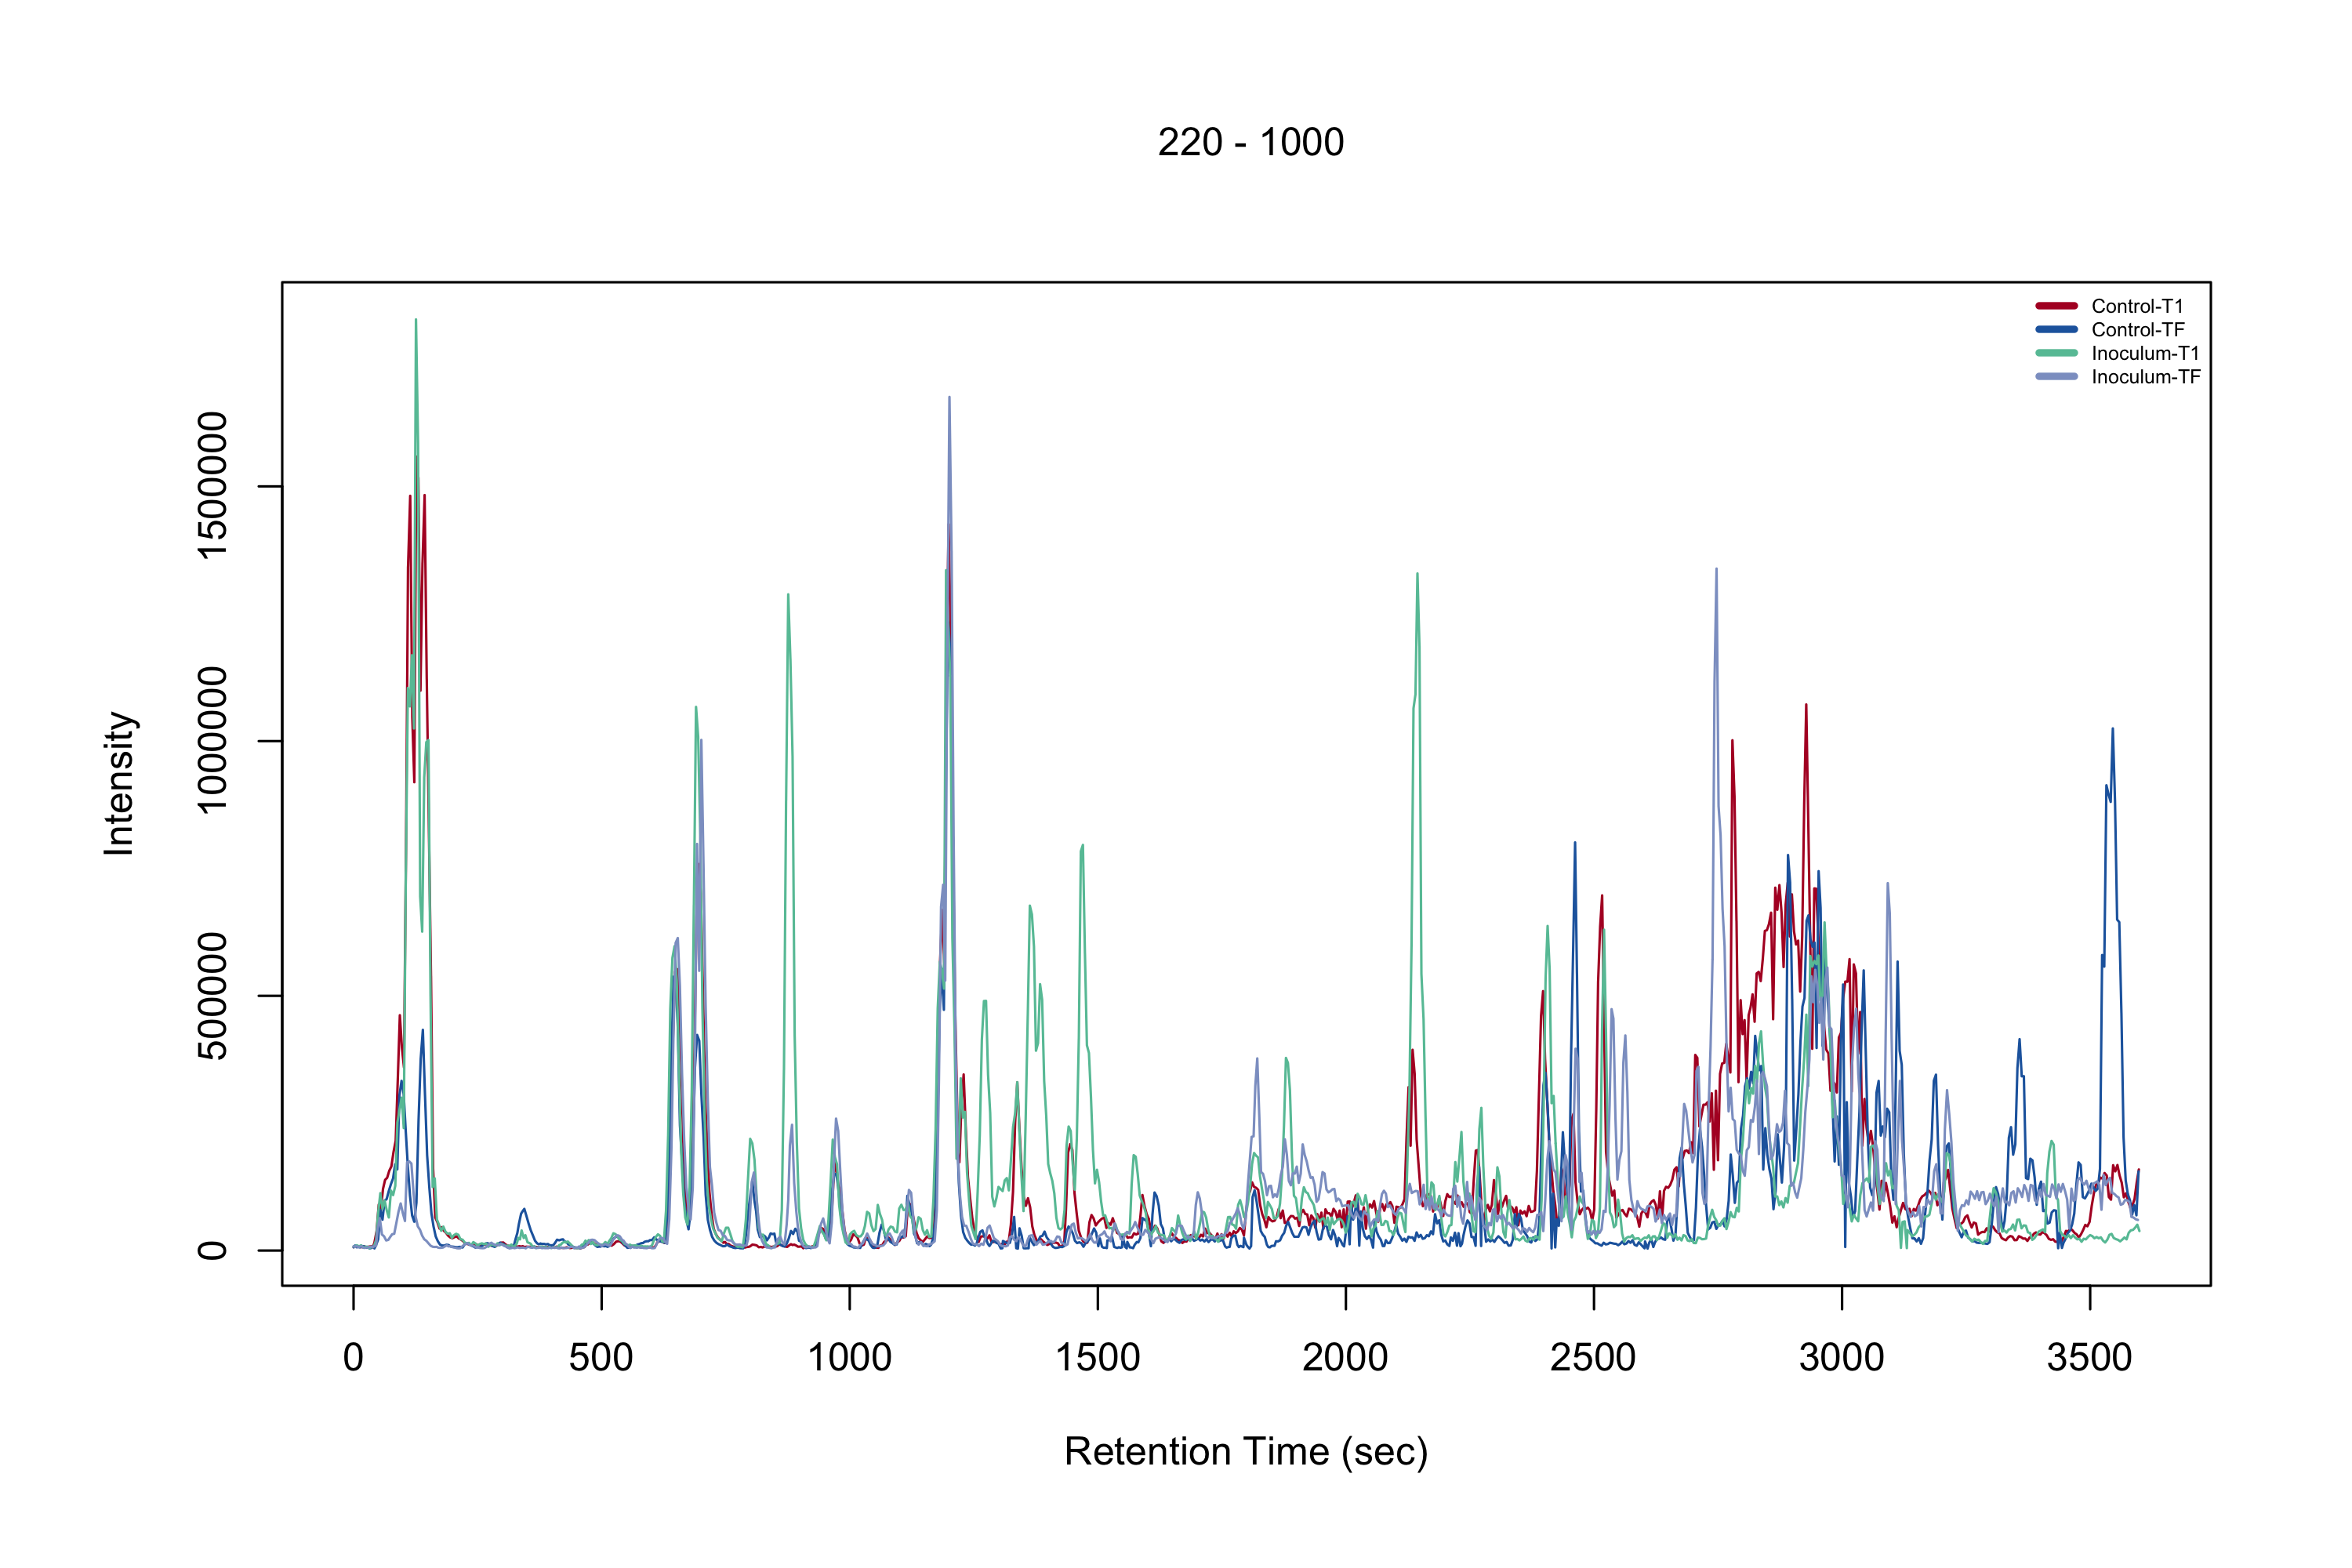 220 - 1000
Control-T1
Control-TF
Inoculum-T1
Inoculum-TF
Intensity
1500000
1000000
500000
0
0 500 1000 1500 2000 2500 3000 3500
Retention Time (sec)